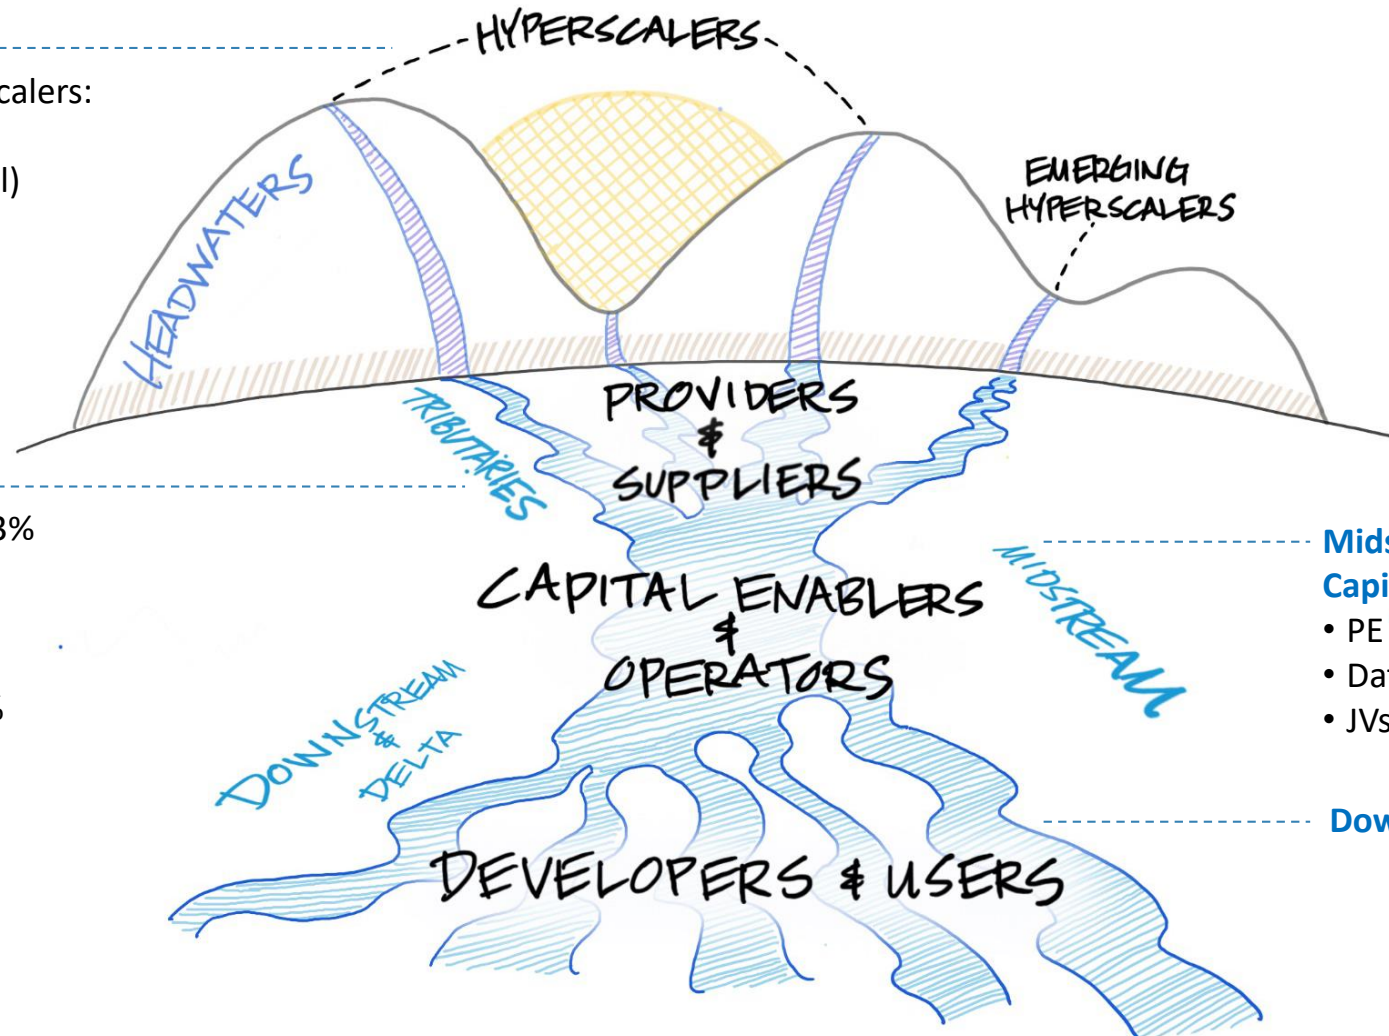 HYPERSCALERS
calers:
l)
HEADWATERS
EMERGING
HYPERSCALERS
PROVIDERS
&
SUPPLIERS
TRIBUTARIES
3%
CAPITAL ENABLERS
&
OPERATORS
MIDSTREAM
Mids
Capi
• PE
• Dat
• JVs
DOWNSTREAM
&
DELTA
%
Dow
DEVELOPERS & USERS